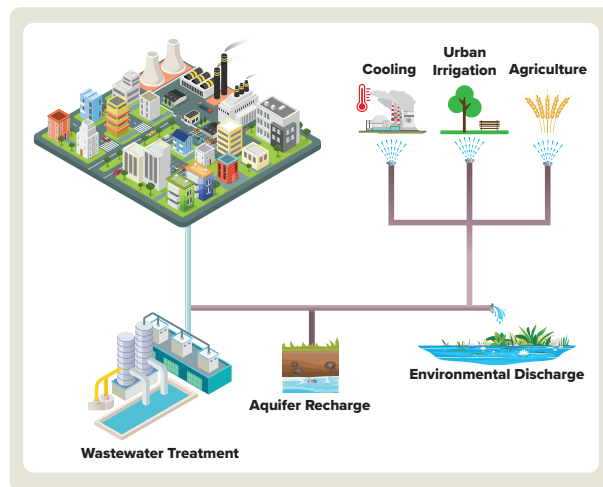 Cooling
Urban
Irrigation
Agriculture
Aquifer Recharge
Environmental Discharge
Wastewater Treatment